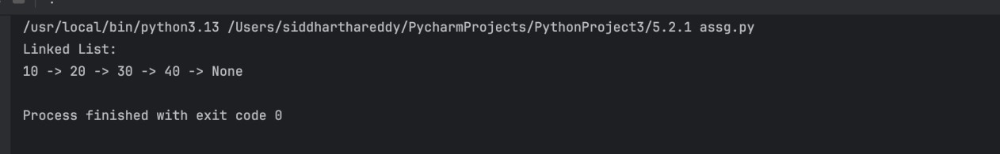 /usr/local/bin/python3.13 /Users/siddharthareddy/PycharmProjects/PythonProject3/5.2.1 assg.py
Linked List:
10 -> 20 -> 30 -> 40 -> None
Process finished with exit code 0